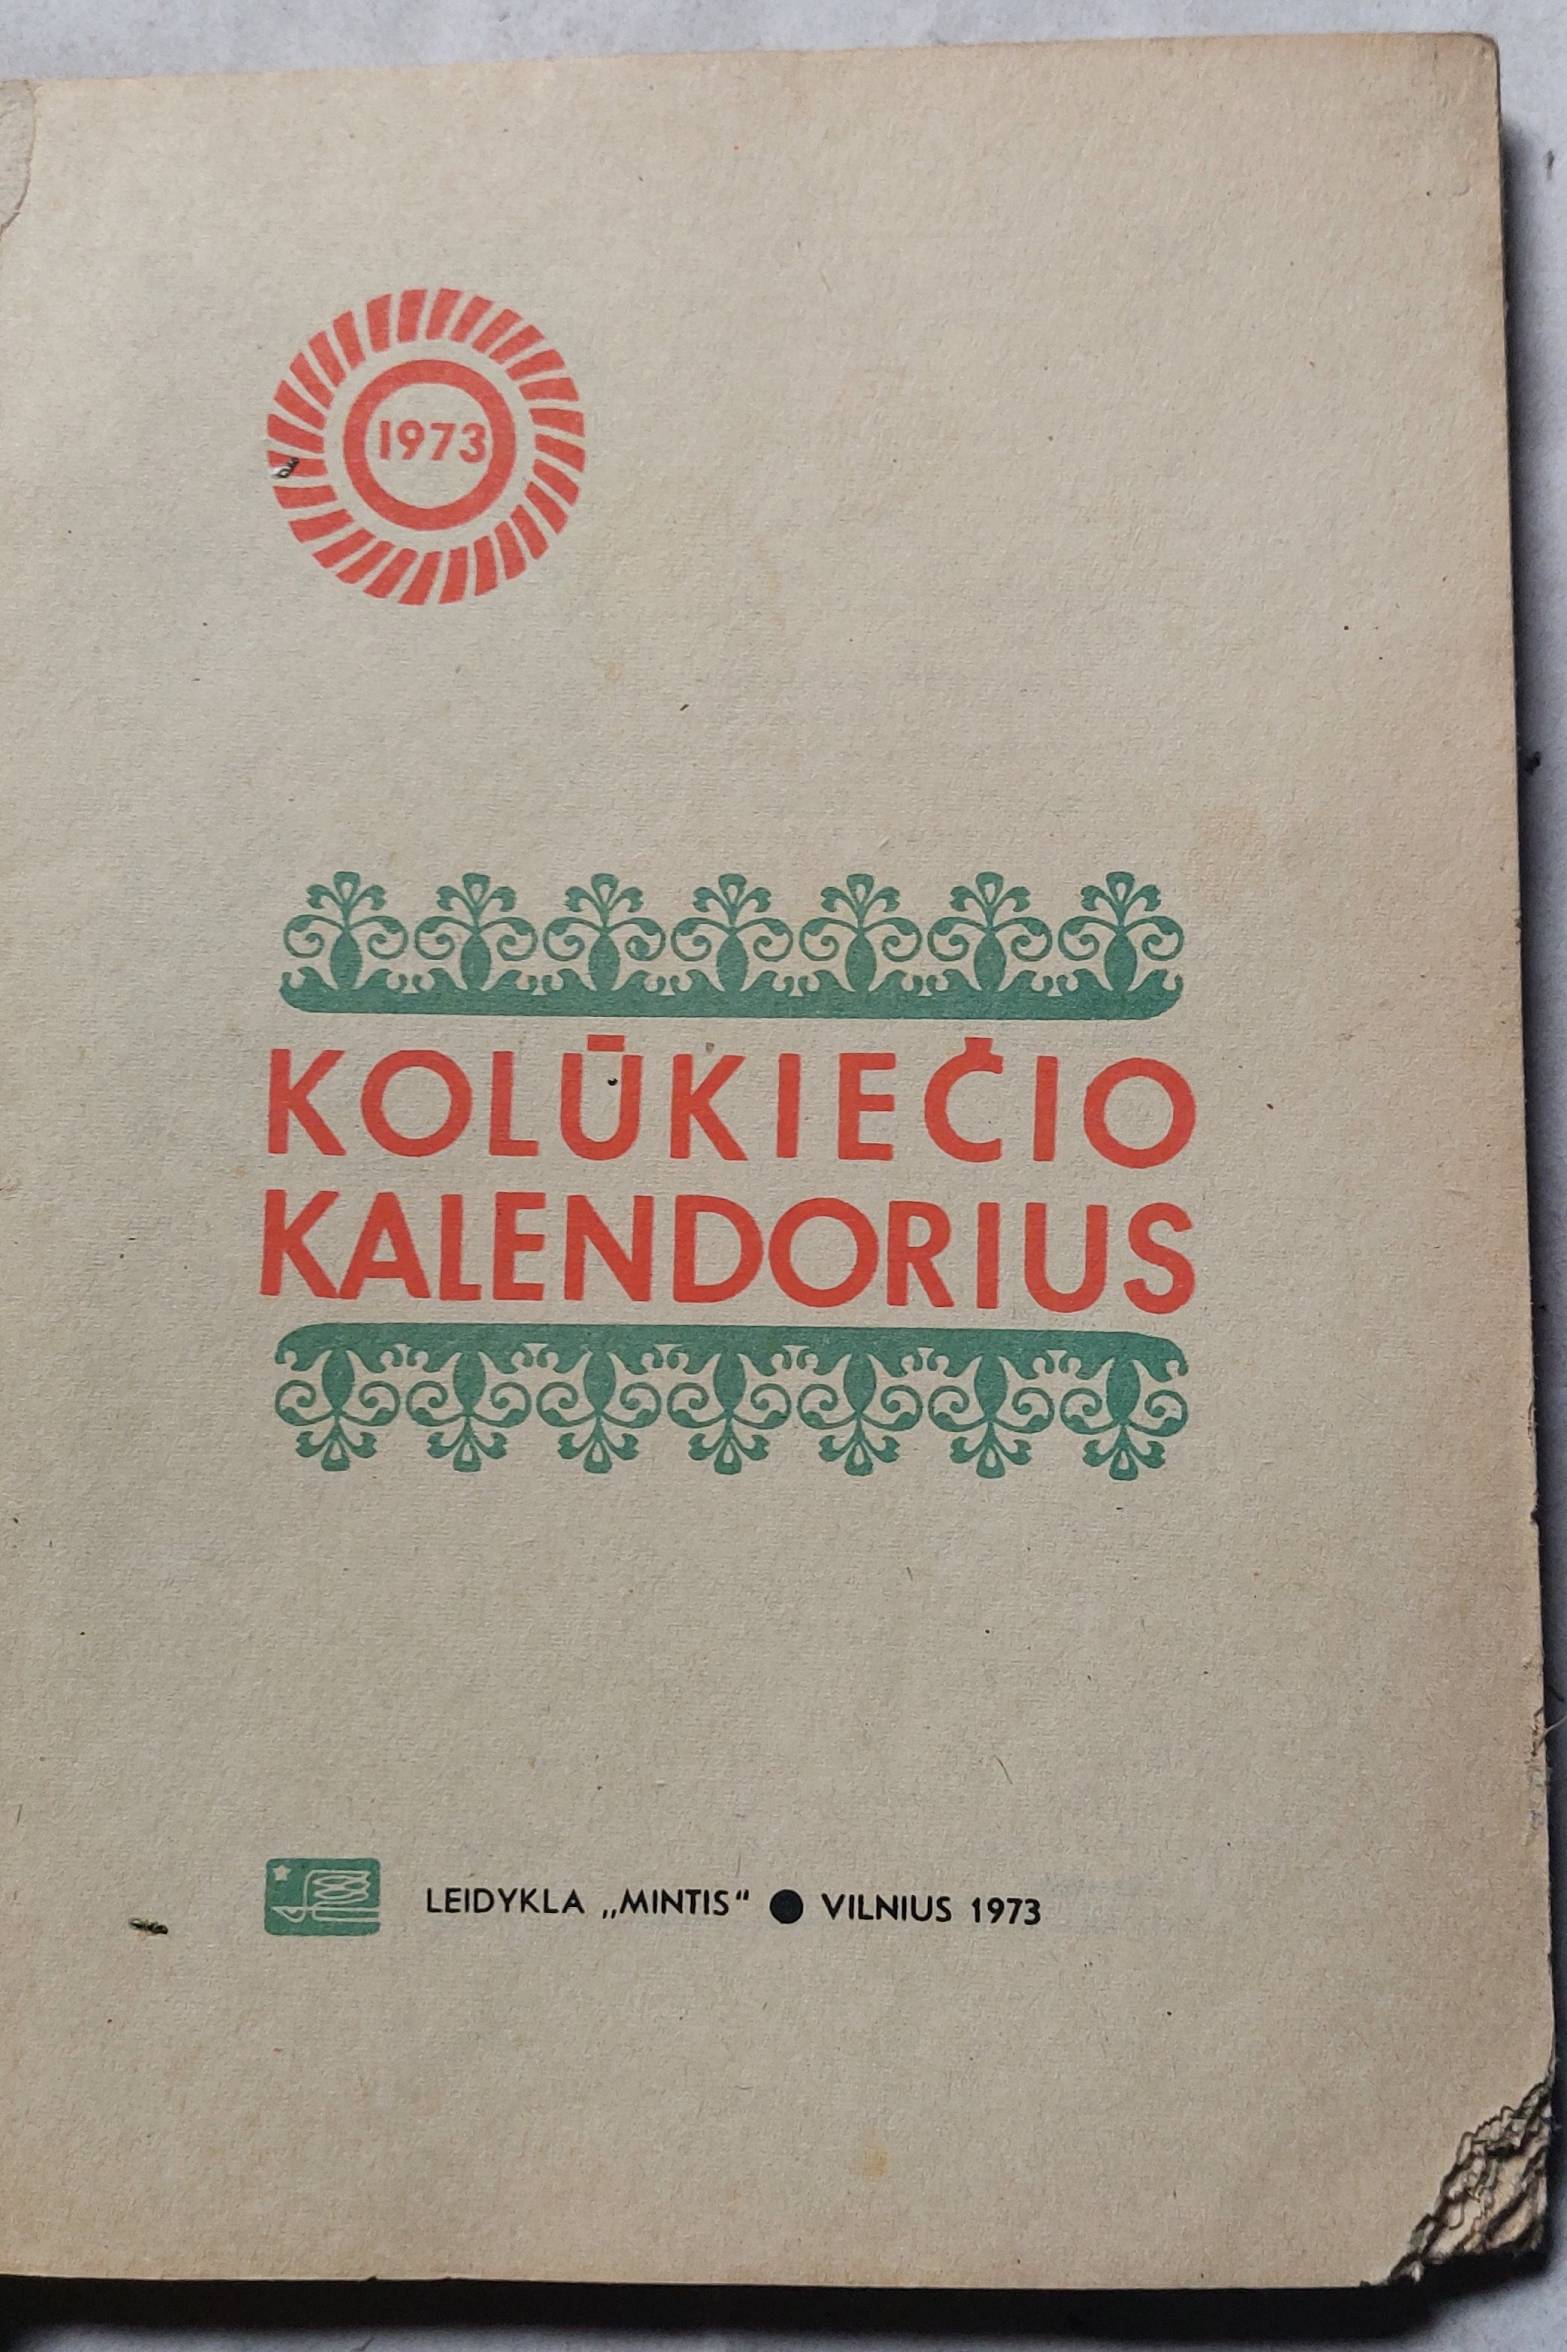 1973
KOLŪKIEČIO
KALENDORIUS
LEIDYKLA „MINTIS“ ● VILNIUS 1973